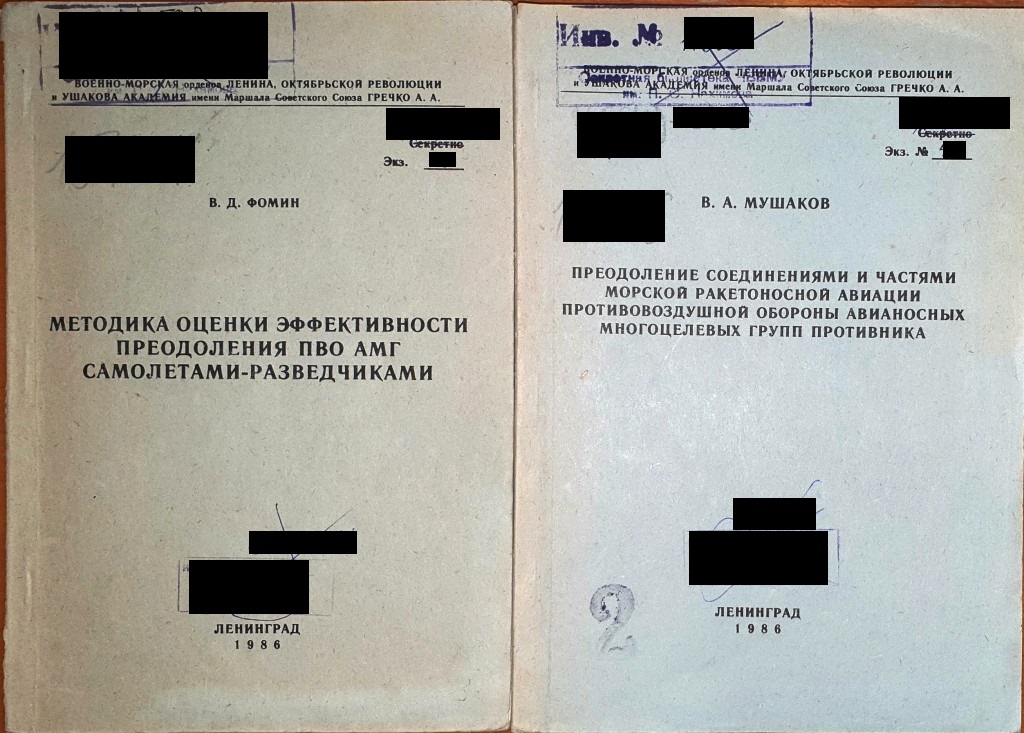 ВОЕННО-МОРСКАЯ орденов ЛЕНИНА, ОКТЯБРЬСКОЙ РЕВОЛЮЦИИ
и УШАКОВА АКАДЕМИЯ имени Маршала Советского Союза ГРЕЧКО А. А.
Секретно
Экз.
В. Д. ФОМИН
МЕТОДИКА ОЦЕНКИ ЭФФЕКТИВНОСТИ
ПРЕОДОЛЕНИЯ ПВО АМГ
САМОЛЕТАМИ-РАЗВЕДЧИКАМИ
ЛЕНИНГРАД
1986
Инв. №
ВОЕННО-МОРСКАЯ орденов ЛЕНИНА, ОКТЯБРЬСКОЙ РЕВОЛЮЦИИ
и УШАКОВА АКАДЕМИЯ имени Маршала Советского Союза ГРЕЧКО А. А.
Секретно
Экз. №
В. А. МУШАКОВ
ПРЕОДОЛЕНИЕ СОЕДИНЕНИЯМИ И ЧАСТЯМИ
МОРСКОЙ РАКЕТОНОСНОЙ АВИАЦИИ
ПРОТИВОВОЗДУШНОЙ ОБОРОНЫ АВИАНОСНЫХ
МНОГОЦЕЛЕВЫХ ГРУПП ПРОТИВНИКА
2
ЛЕНИНГРАД
1986